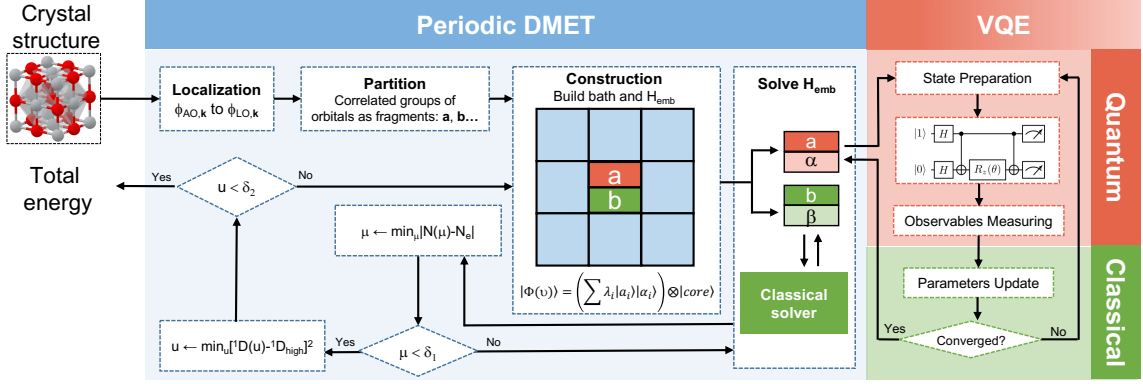 Crystal
structure
Periodic DMET
VQE
Localization
ϕAO,k to ϕLO,k
Partition
Correlated groups of
orbitals as fragments: a, b...
Construction
Build bath and Hemb
a
b
|Φ(υ)⟩ = (∑ λi|ai⟩|αi⟩) ⊗|core⟩
Solve Hemb
a
α
b
β
Classical
solver
State Preparation
|1⟩ H
|0⟩ H Rz(θ)
Observables Measuring
Parameters Update
Converged?
Yes
No
Quantum
Classical
Total
energy
Yes
u < δ2
No
μ ← minμ|N(μ)-Ne|
u ← minu[¹D(u)-¹Dhigh]²
Yes
μ < δ1
No